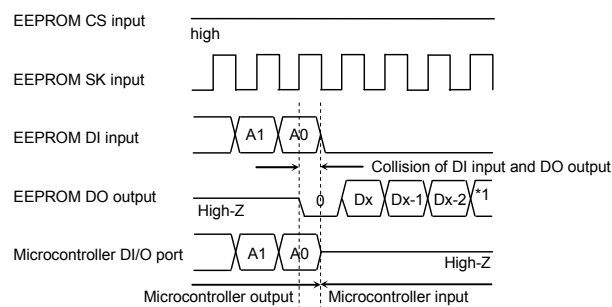 EEPROM CS input
high
EEPROM SK input
EEPROM DI input
A1 A0
Collision of DI input and DO output
EEPROM DO output
High-Z
0 Dx Dx-1 Dx-2 *1
Microcontroller DI/O port
A1 A0
High-Z
Microcontroller output Microcontroller input